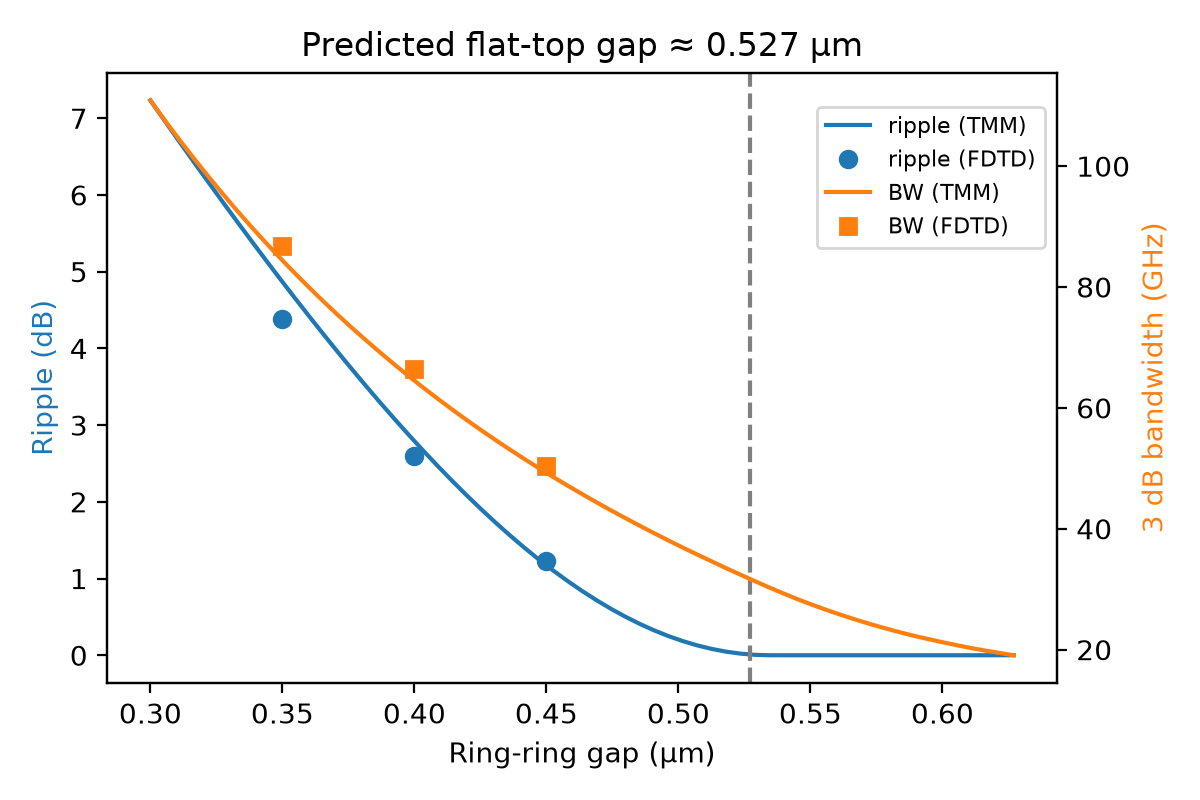 Predicted flat-top gap ≈ 0.527 μm
7
6
5
4
3
2
1
0
Ripple (dB)
ripple (TMM)
ripple (FDTD)
BW (TMM)
BW (FDTD)
100
80
60
40
20
3 dB bandwidth (GHz)
0.30 0.35 0.40 0.45 0.50 0.55 0.60
Ring-ring gap (μm)